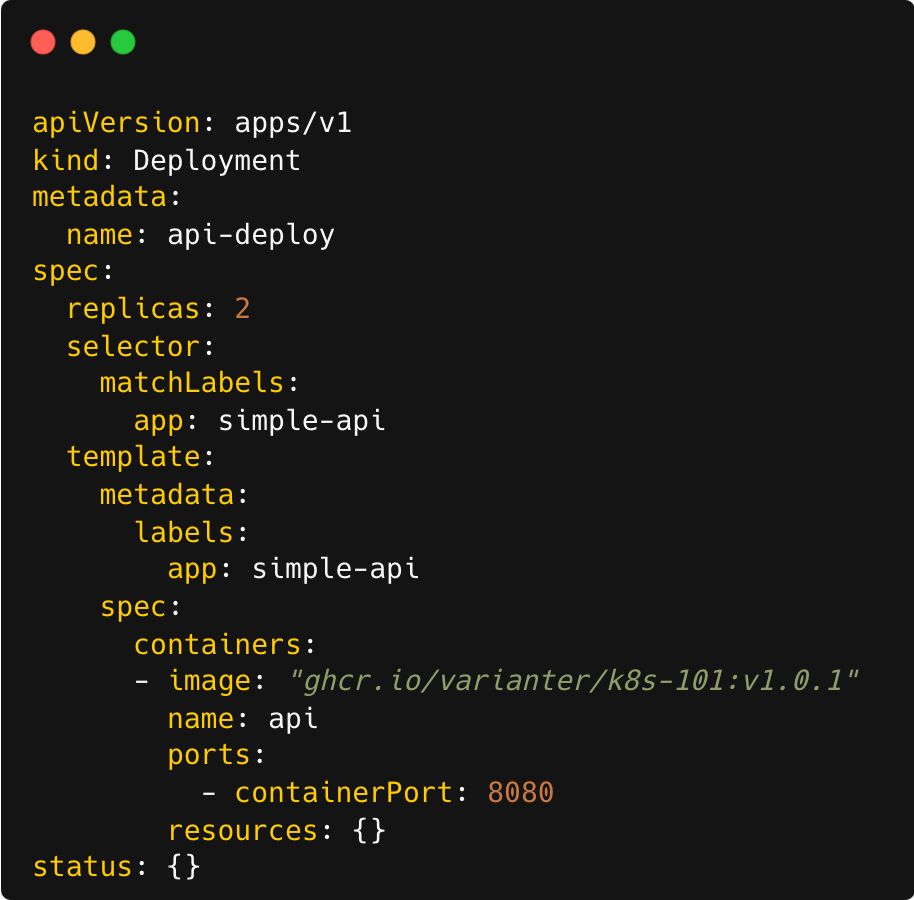 apiVersion: apps/v1
kind: Deployment
metadata:
  name: api-deploy
spec:
  replicas: 2
  selector:
    matchLabels:
      app: simple-api
  template:
    metadata:
      labels:
        app: simple-api
    spec:
      containers:
      - image: "ghcr.io/varianter/k8s-101:v1.0.1"
        name: api
        ports:
          - containerPort: 8080
        resources: {}
status: {}